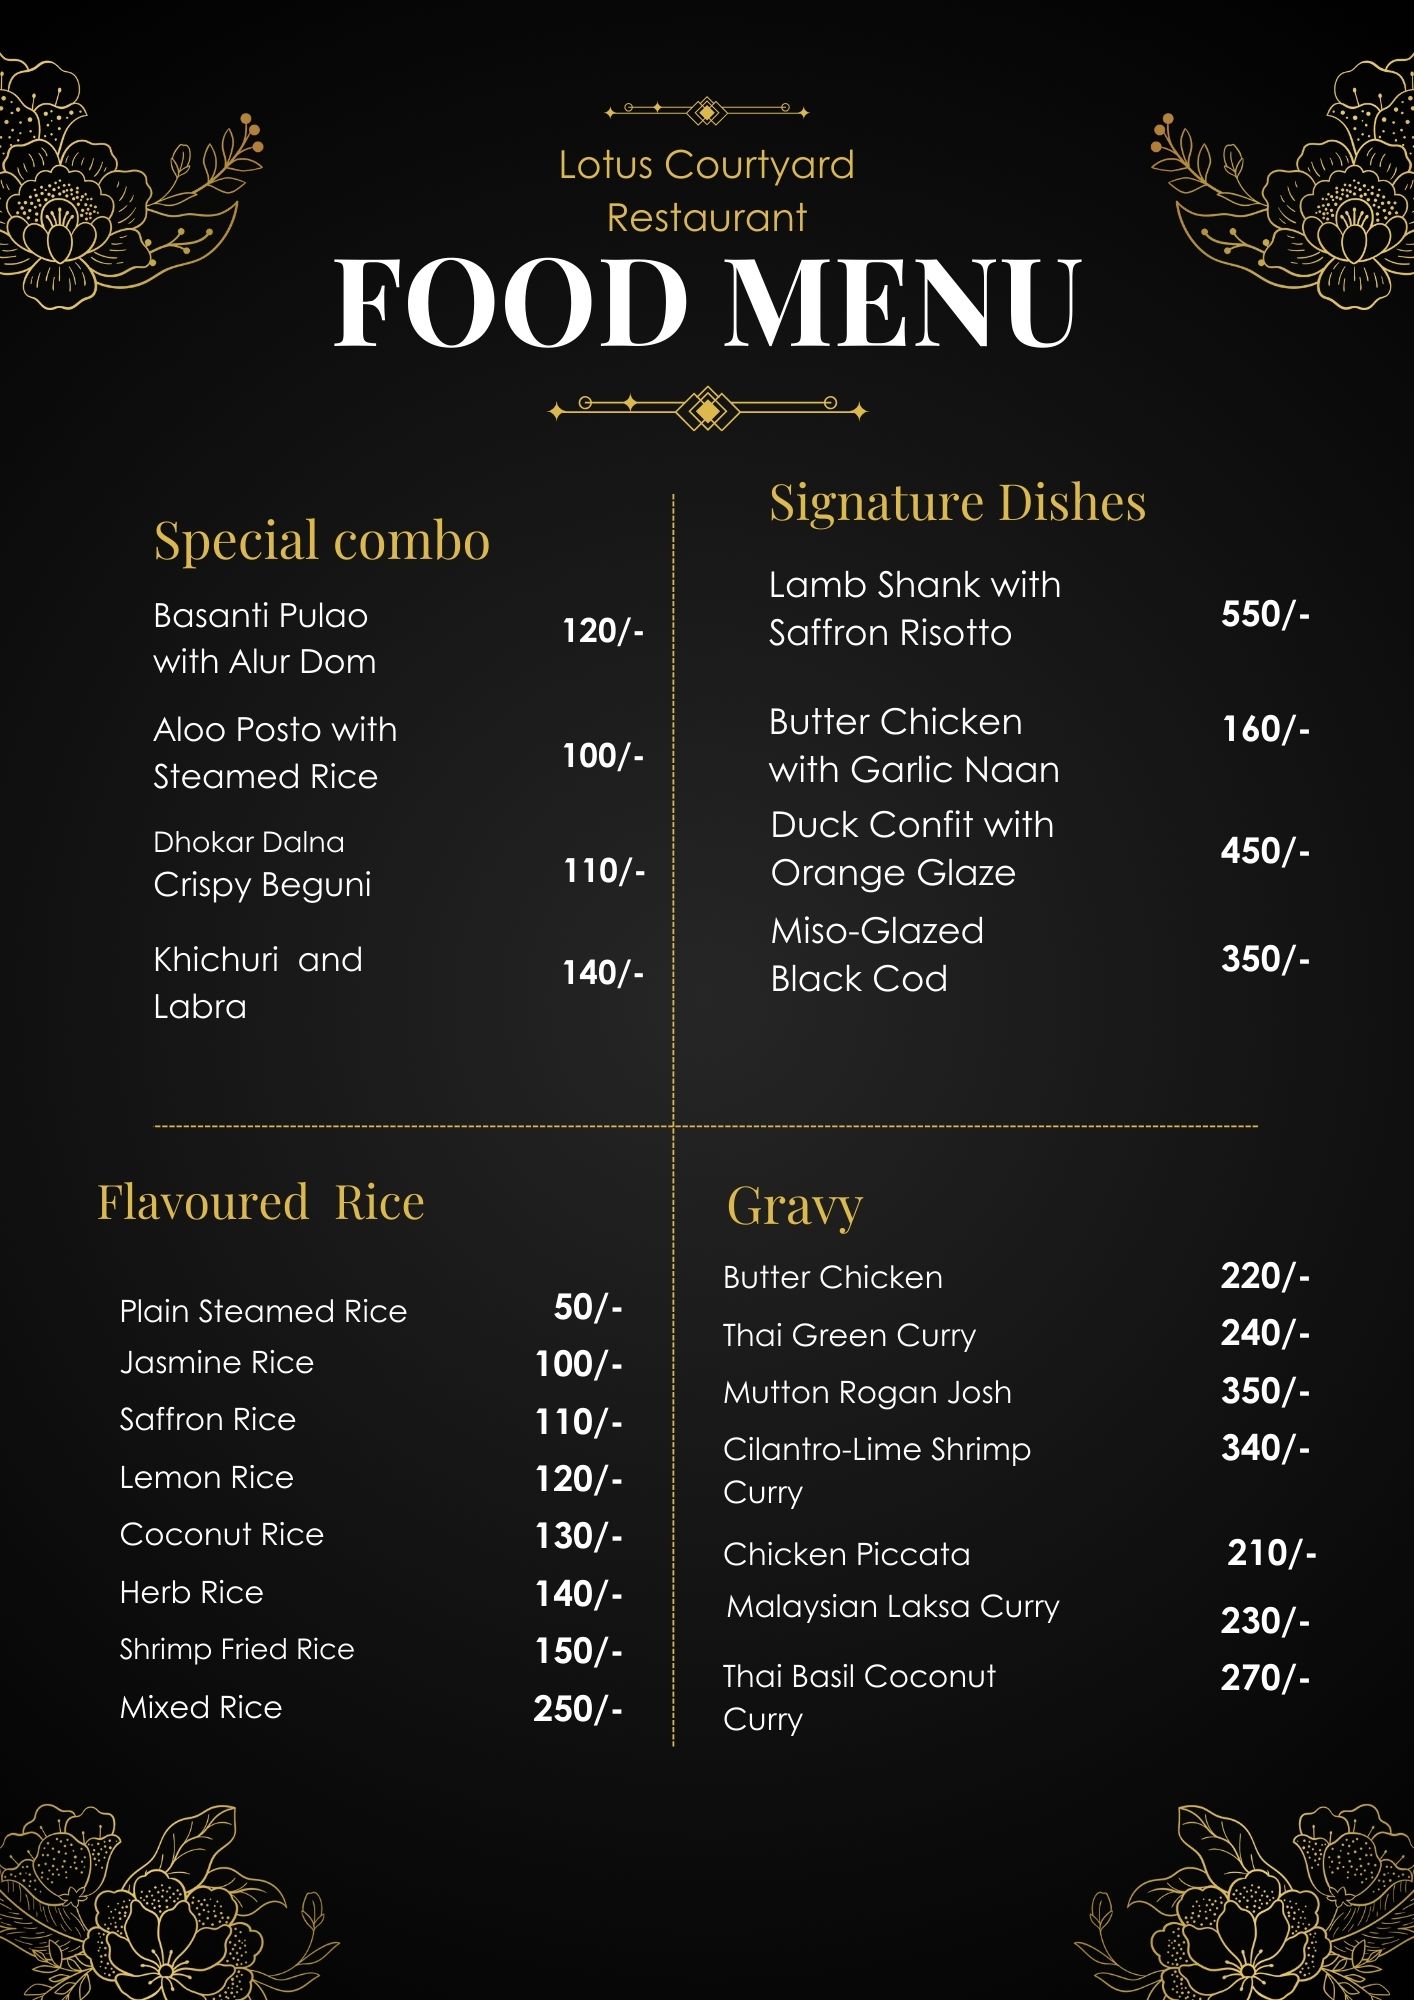 Lotus Courtyard
Restaurant
FOOD MENU
Special combo
Basanti Pulao
with Alur Dom
120/-
Aloo Posto with
Steamed Rice
100/-
Dhokar Dalna
Crispy Beguni
110/-
Khichuri and
Labra
140/-
Signature Dishes
Lamb Shank with
Saffron Risotto
550/-
Butter Chicken
with Garlic Naan
160/-
Duck Confit with
Orange Glaze
450/-
Miso-Glazed
Black Cod
350/-
Flavoured Rice
Plain Steamed Rice 50/-
Jasmine Rice 100/-
Saffron Rice 110/-
Lemon Rice 120/-
Coconut Rice 130/-
Herb Rice 140/-
Shrimp Fried Rice 150/-
Mixed Rice 250/-
Gravy
Butter Chicken 220/-
Thai Green Curry 240/-
Mutton Rogan Josh 350/-
Cilantro-Lime Shrimp 340/-
Curry
Chicken Piccata 210/-
Malaysian Laksa Curry 230/-
Thai Basil Coconut 270/-
Curry